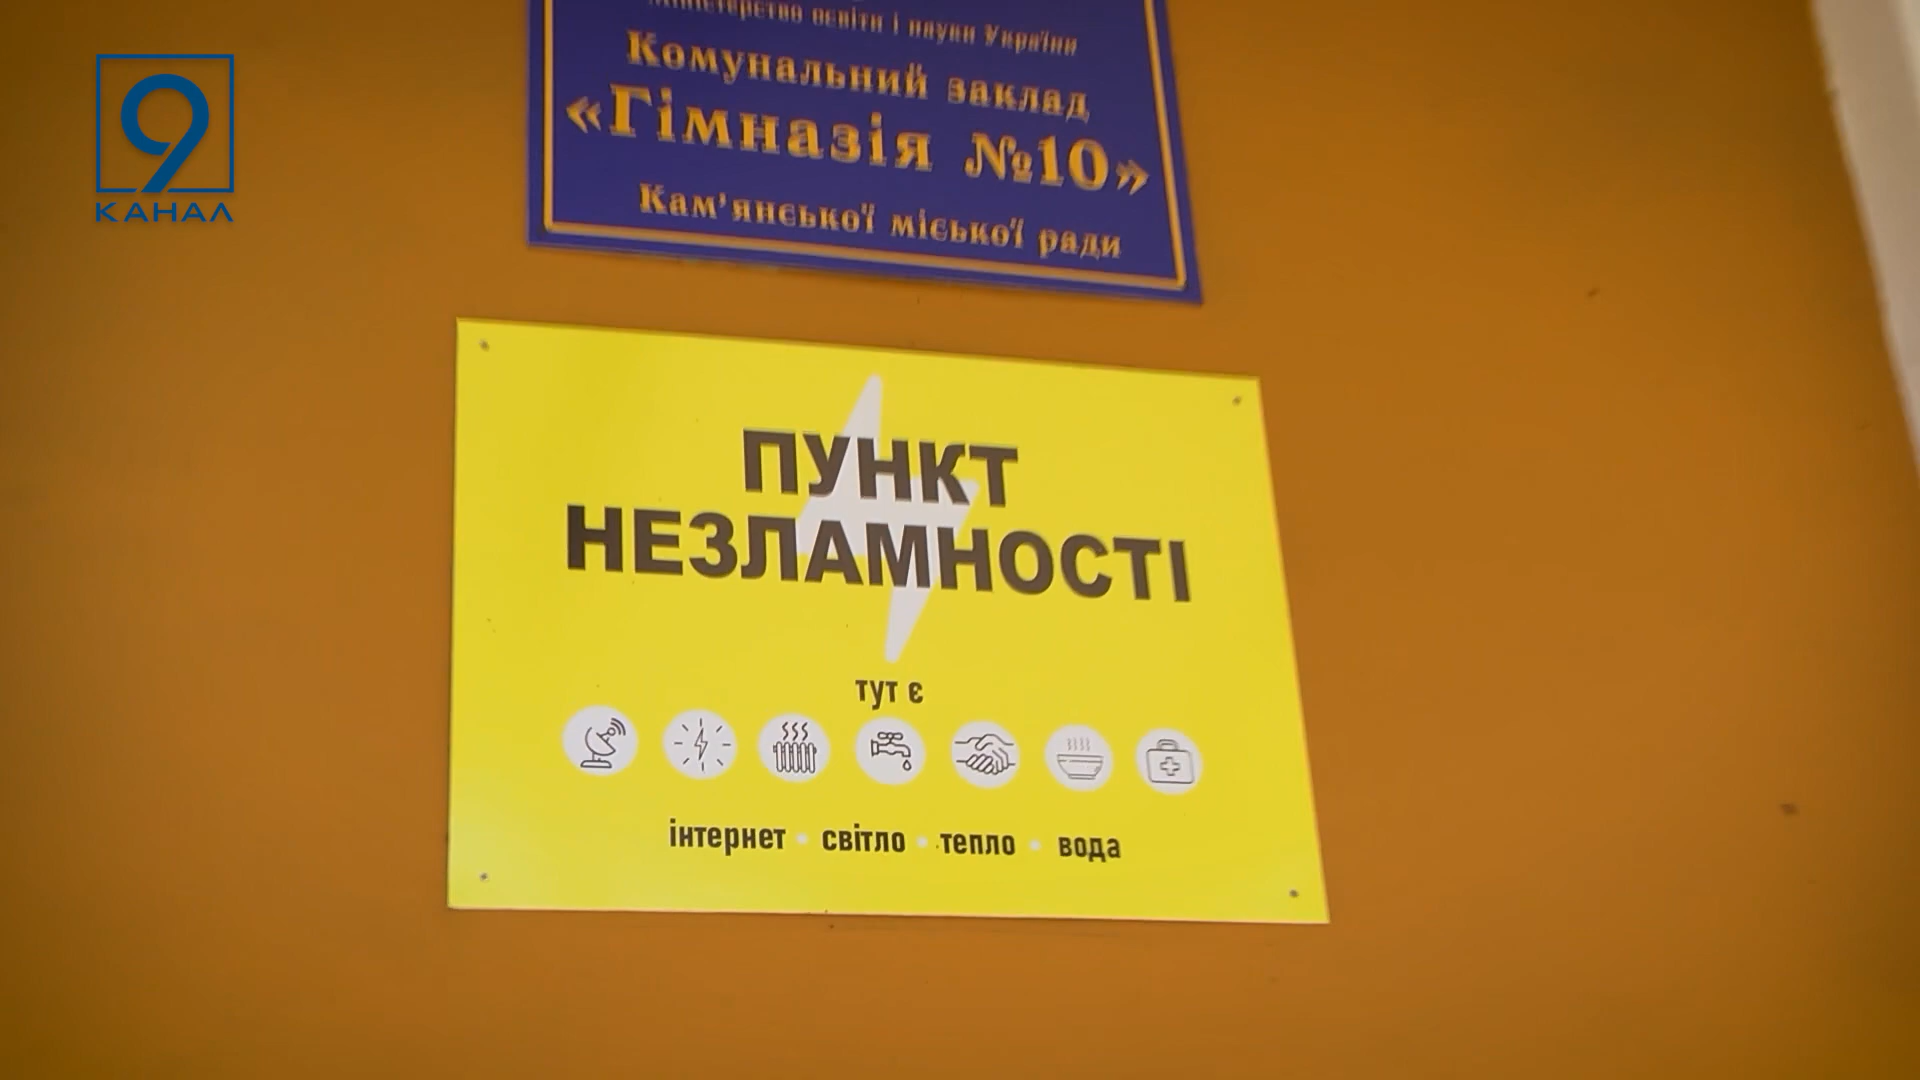 9
КАНАЛ
Міністерство освіти і науки України
Комунальний заклад
«Гімназія №10»
Кам'янської міської ради
ПУНКТ
НЕЗЛАМНОСТІ
тут є
інтернет • світло • тепло • вода